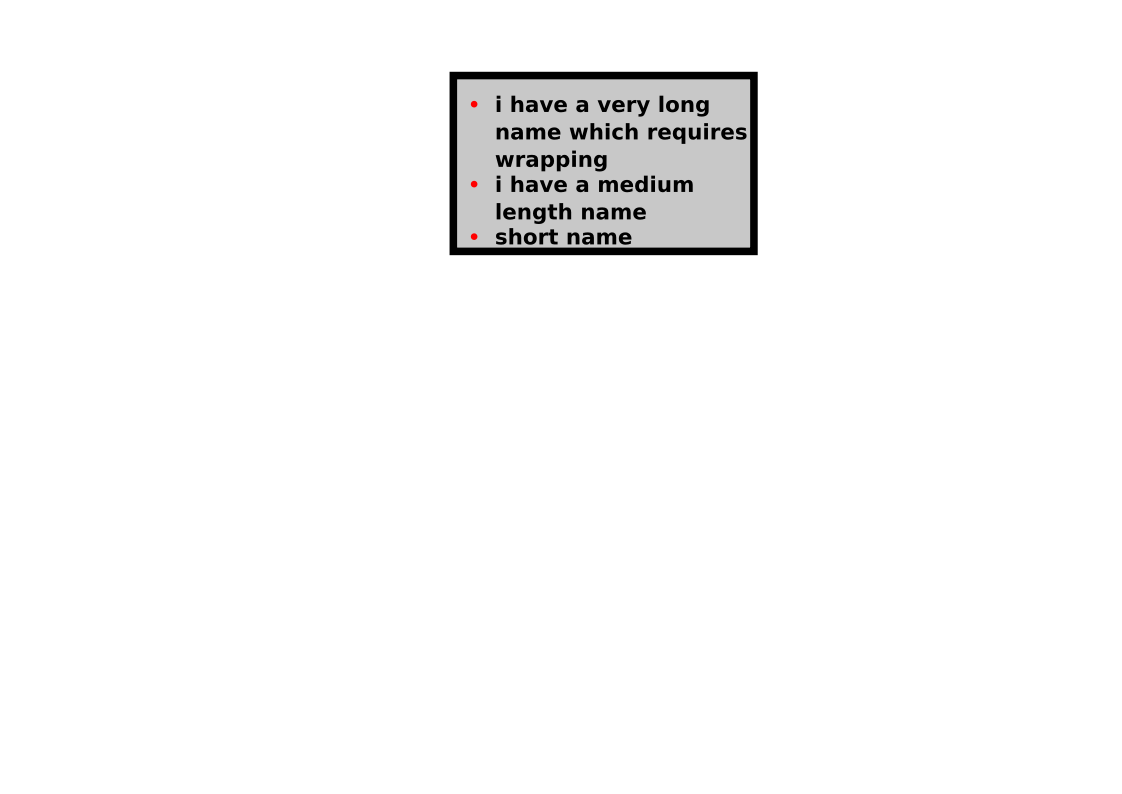 • i have a very long
name which requires
wrapping
• i have a medium
length name
• short name